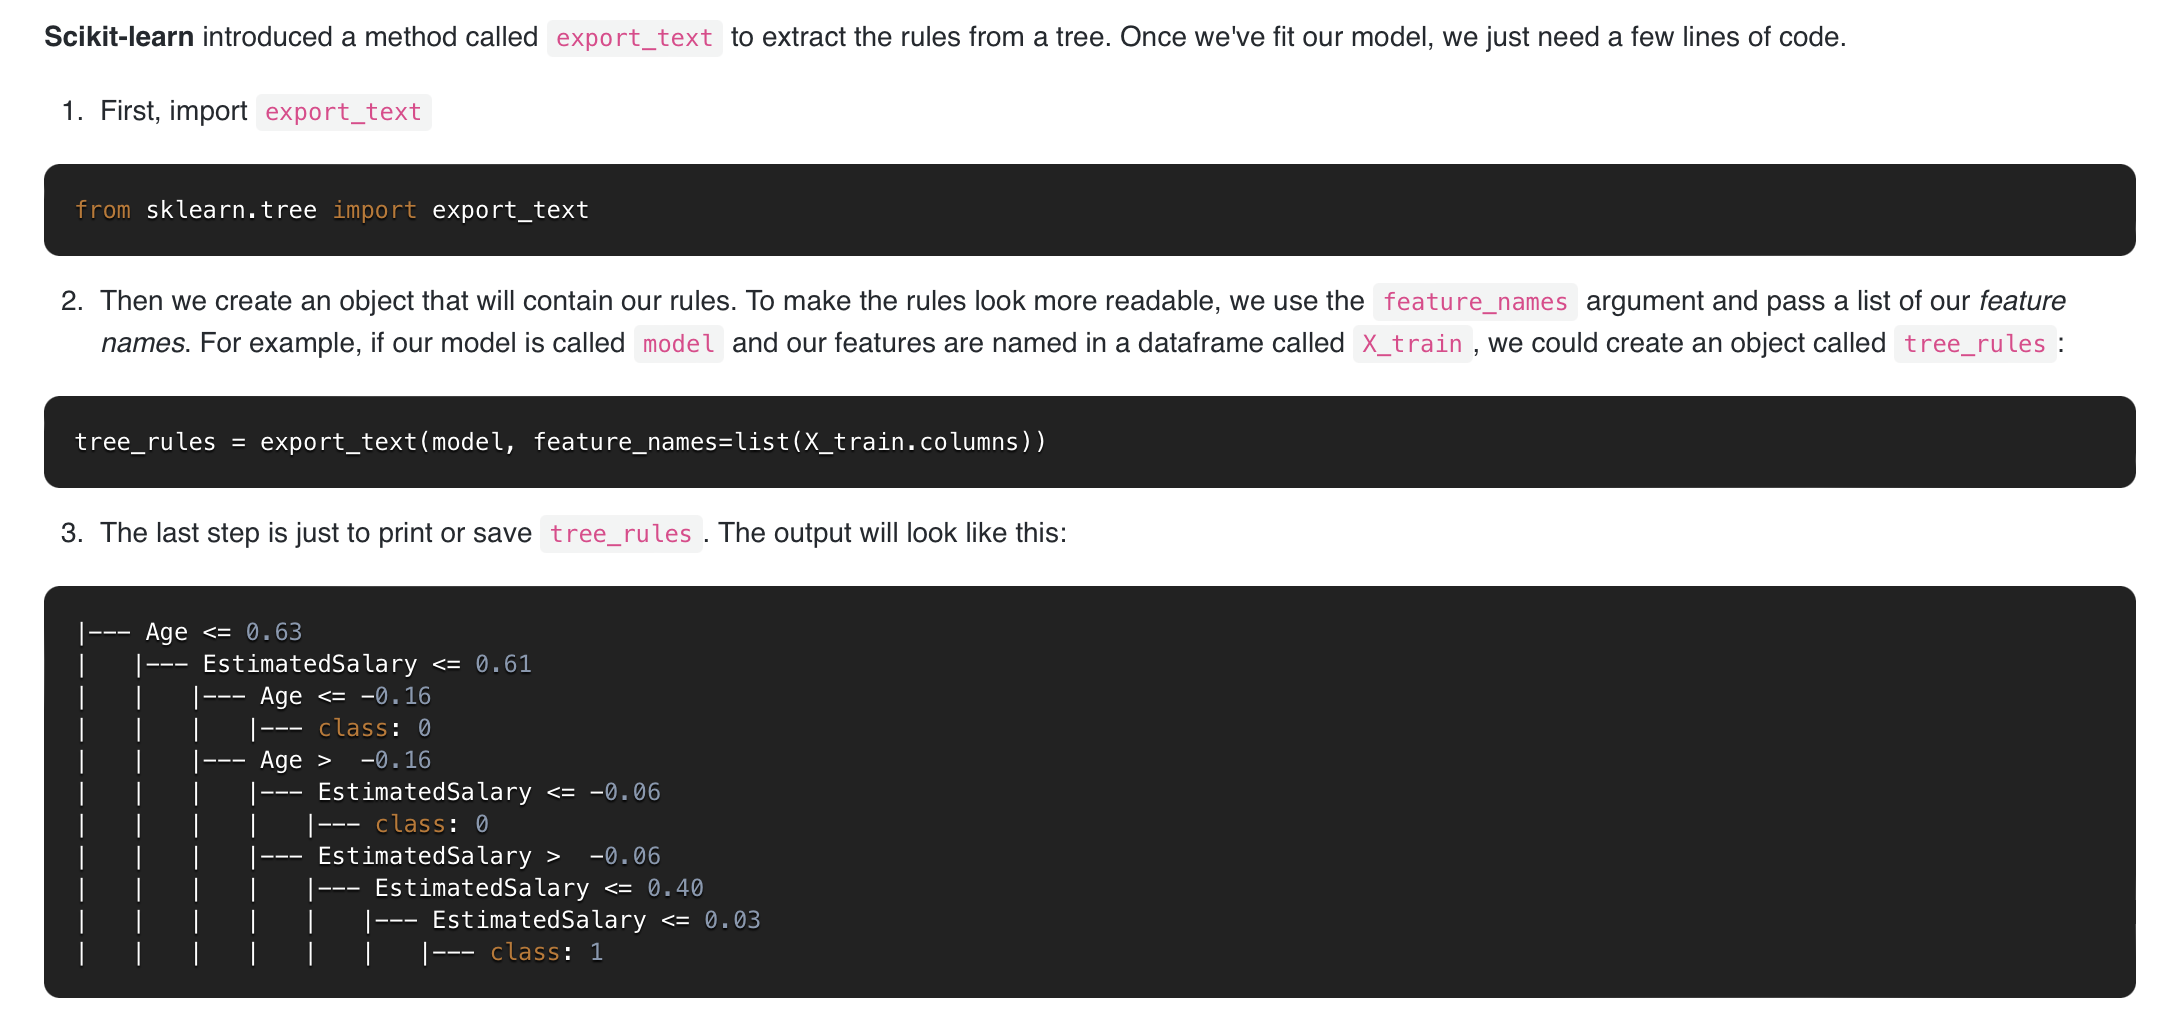 Scikit-learn introduced a method called export_text to extract the rules from a tree. Once we've fit our model, we just need a few lines of code.
1. First, import export_text
from sklearn.tree import export_text
2. Then we create an object that will contain our rules. To make the rules look more readable, we use the feature_names argument and pass a list of our feature
names. For example, if our model is called model and our features are named in a dataframe called X_train, we could create an object called tree_rules:
tree_rules = export_text(model, feature_names=list(X_train.columns))
3. The last step is just to print or save tree_rules. The output will look like this:
|--- Age <= 0.63
|   |--- EstimatedSalary <= 0.61
|   |   |--- Age <= -0.16
|   |   |   |--- class: 0
|   |   |--- Age >  -0.16
|   |   |   |--- EstimatedSalary <= -0.06
|   |   |   |   |--- class: 0
|   |   |   |--- EstimatedSalary >  -0.06
|   |   |   |   |--- EstimatedSalary <= 0.40
|   |   |   |   |   |--- EstimatedSalary <= 0.03
|   |   |   |   |   |   |--- class: 1